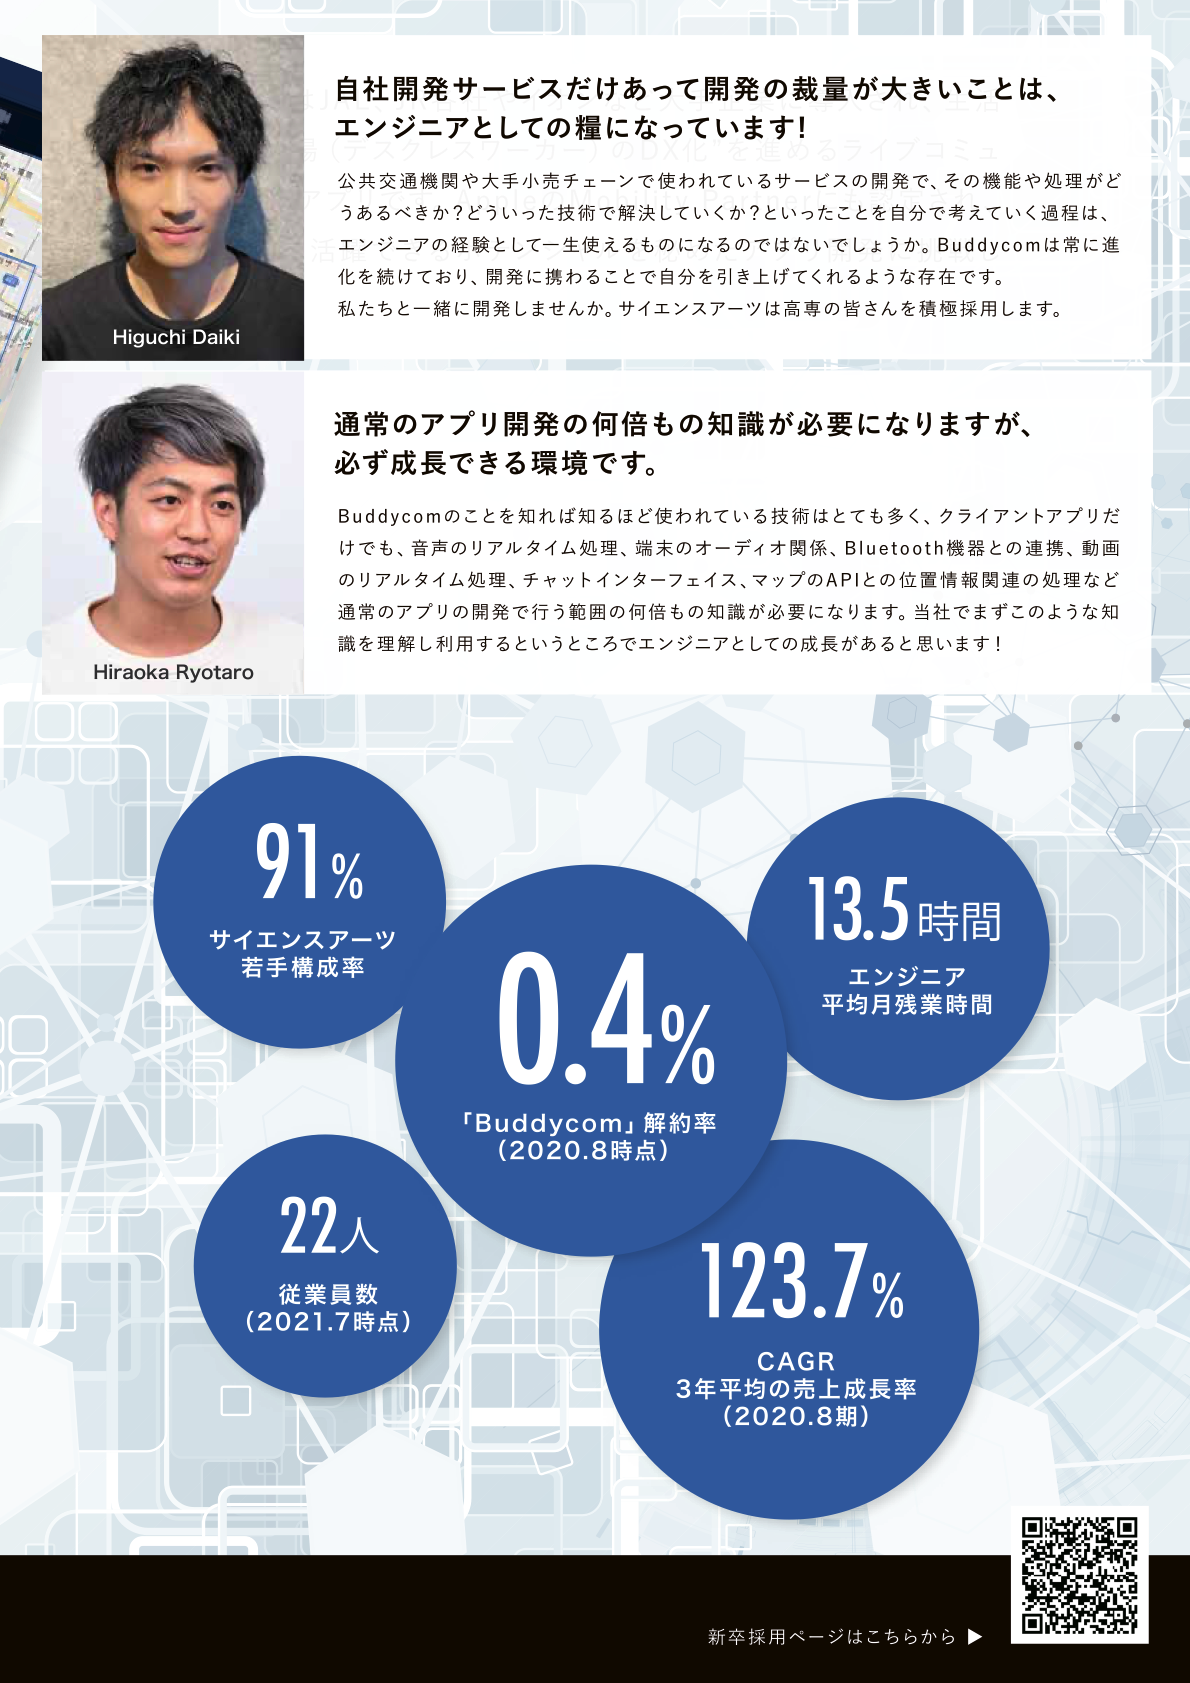 自社開発サービスだけあって開発の裁量が大きいことは、
エンジニアとしての糧になっています!
公共交通機関や大手小売チェーンで使われているサービスの開発で、その機能や処理がど
うあるべきか?どういった技術で解決していくか?といったことを自分で考えていく過程は、
エンジニアの経験として一生使えるものになるのではないでしょうか。Buddycomは常に進
化を続けており、開発に携わることで自分を引き上げてくれるような存在です。
私たちと一緒に開発しませんか。サイエンスアーツは高専の皆さんを積極採用します。
Higuchi Daiki
通常のアプリ開発の何倍もの知識が必要になりますが、
必ず成長できる環境です。
Buddycomのことを知れば知るほど使われている技術はとても多く、クライアントアプリだ
けでも、音声のリアルタイム処理、端末のオーディオ関係、Bluetooth機器との連携、動画
のリアルタイム処理、チャットインターフェイス、マップのAPIとの位置情報関連の処理など
通常のアプリの開発で行う範囲の何倍もの知識が必要になります。当社でまずこのような知
識を理解し利用するというところでエンジニアとしての成長があると思います!
Hiraoka Ryotaro
91%
サイエンスアーツ
若手構成率
13.5時間
エンジニア
平均月残業時間
0.4%
「Buddycom」解約率
(2020.8時点)
22人
従業員数
(2021.7時点)
123.7%
CAGR
3年平均の売上成長率
(2020.8期)
新卒採用ページはこちらから ▶